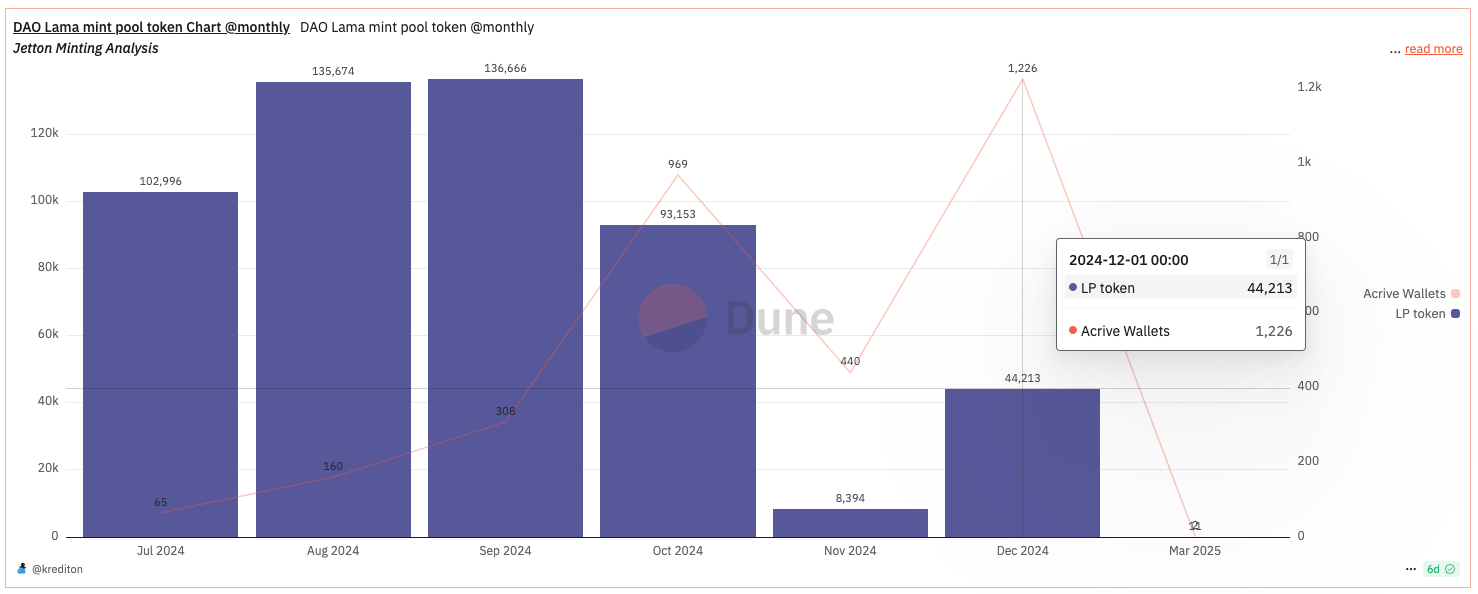 DAO Lama mint pool token Chart @monthly DAO Lama mint pool token @monthly
Jetton Minting Analysis
... read more
135,674
136,666
1,226
1.2k
120k
969
1k
102,996
100k
93,153
800
80k
2024-12-01 00:00 1/1
LP token 44,213
Acrive Wallets 1,226
Acrive Wallets
LP token
Dune
60k
00
440
44,213
400
40k
308
160
20k
200
65
8,394
11
2
0
0
Jul 2024 Aug 2024 Sep 2024 Oct 2024 Nov 2024 Dec 2024 Mar 2025
@krediton
... 6d